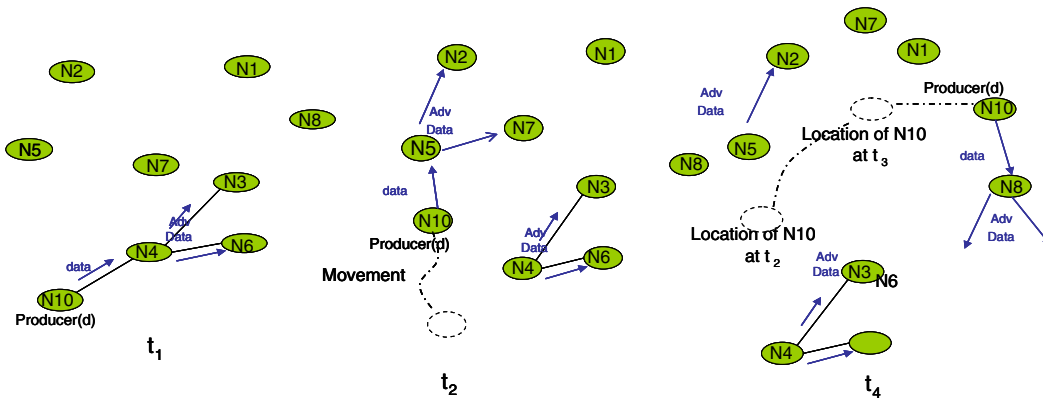 N2
N1
N8
N5
N7
N3
Adv
Data
N6
N4
data
N10
Producer(d)
t1
N2
N1
Adv
Data
N7
N5
data
N3
N10
Producer(d)
Adv
Data
N6
N4
Movement
t2
N7
N1
N2
Producer(d)
Adv
Data
N10
Location of N10
at t3
N5
data
N8
N8
Adv
Data
Location of N10
at t2
Adv
Data
N3
N6
N4
t4